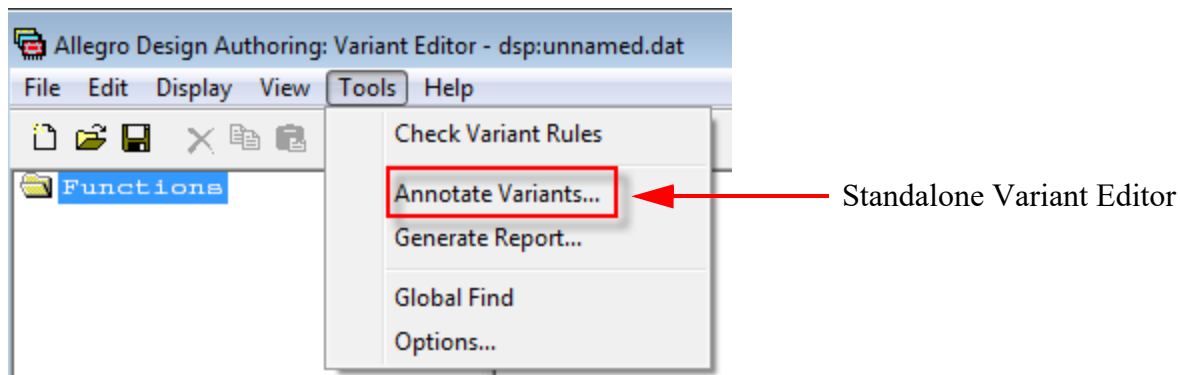 Allegro Design Authoring: Variant Editor - dsp:unnamed.dat
File Edit Display View Tools Help
Check Variant Rules
Functions
Annotate Variants...
Standalone Variant Editor
Generate Report...
Global Find
Options...